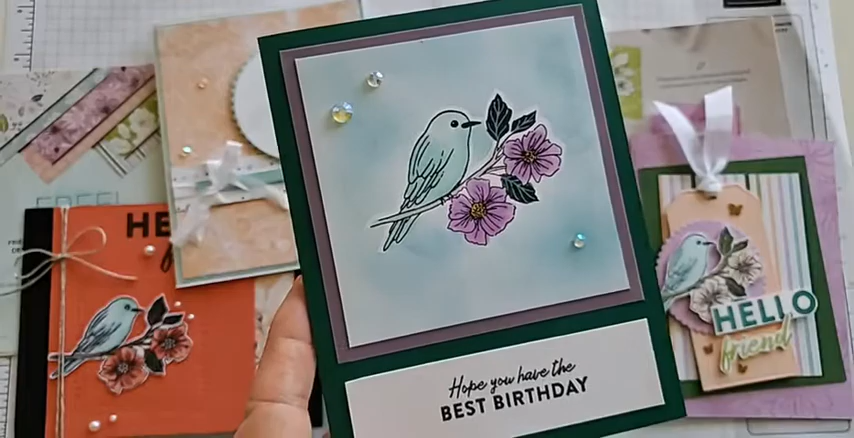 Hope you have the
BEST BIRTHDAY
HELLO
friend
HE